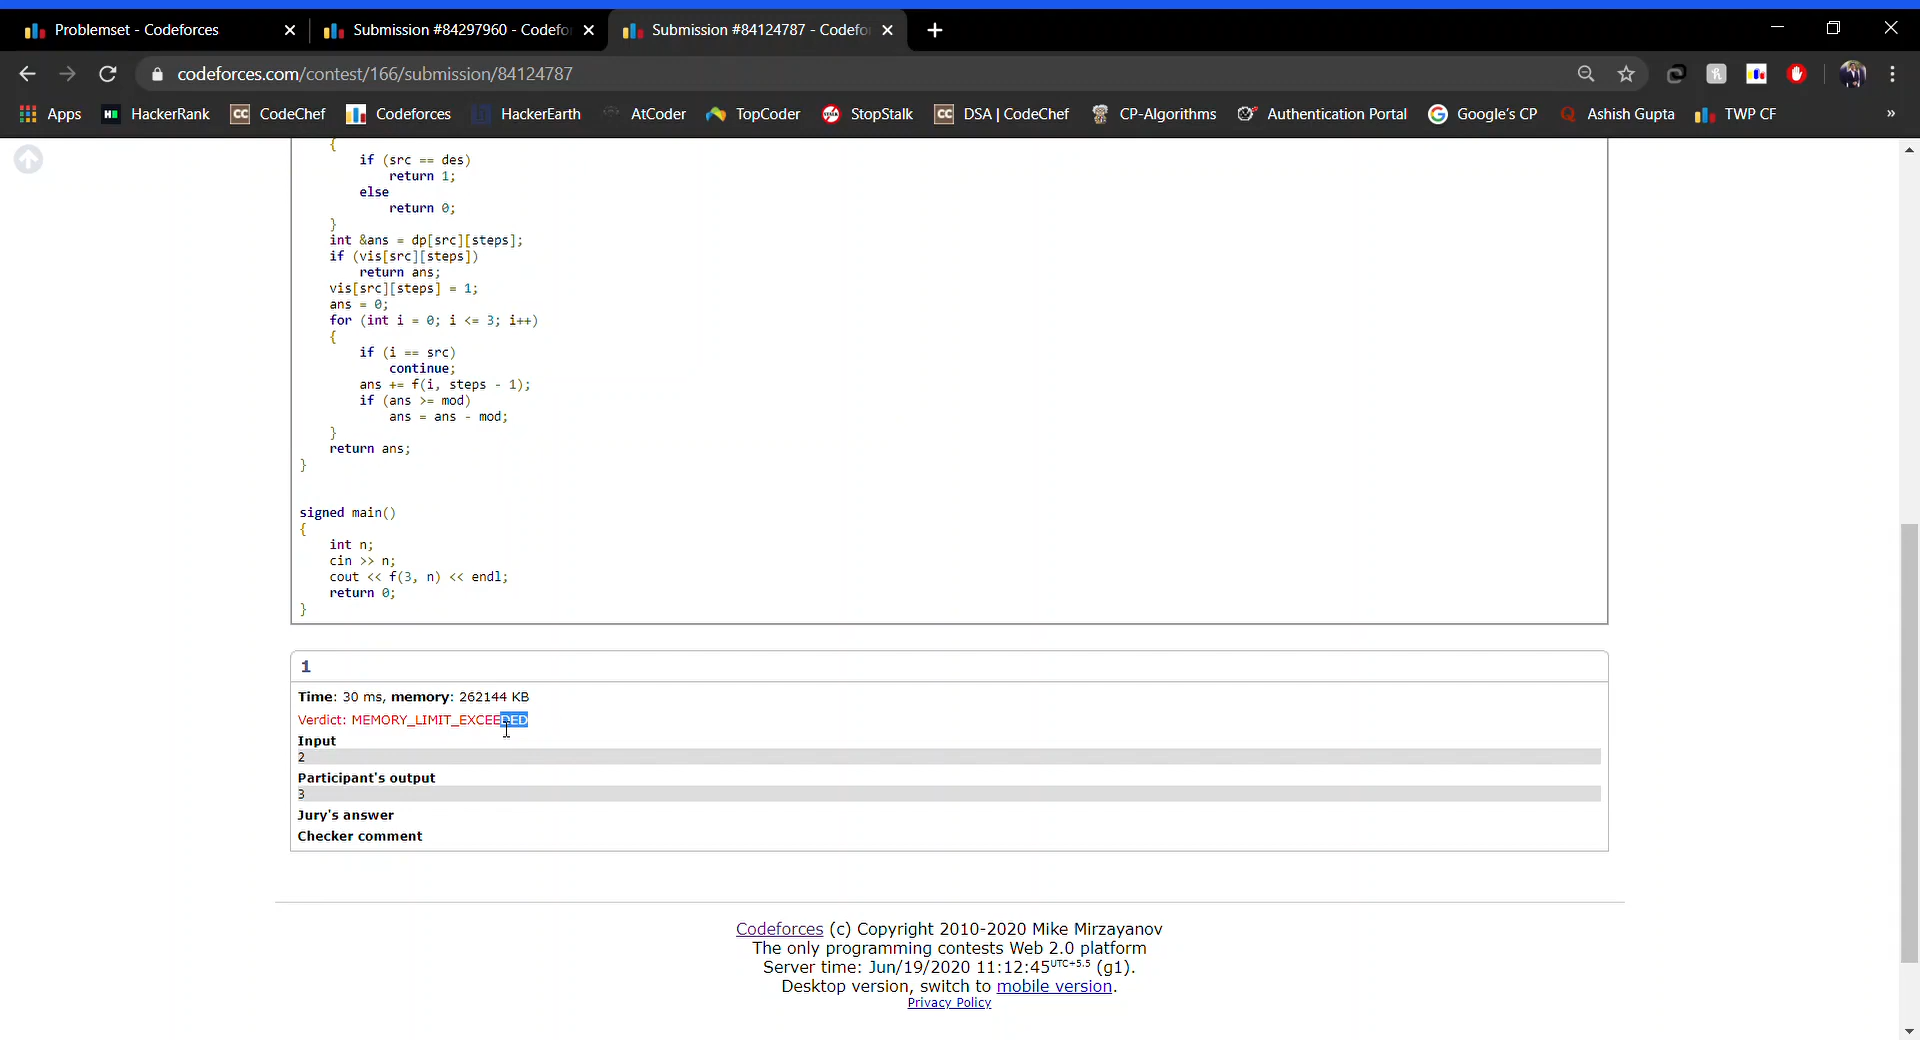 Problemset - Codeforces
Submission #84297960 - Codefo
Submission #84124787 - Codefo
codeforces.com/contest/166/submission/84124787
Apps
HackerRank
CC CodeChef
Codeforces
HackerEarth
AtCoder
TopCoder
StopStalk
CC DSA | CodeChef
CP-Algorithms
Authentication Portal
Google's CP
Ashish Gupta
TWP CF
»
{
if (src == des)
return 1;
else
return 0;
}
int &ans = dp[src][steps];
if (vis[src][steps])
return ans;
vis[src][steps] = 1;
ans = 0;
for (int i = 0; i <= 3; i++)
{
if (i == src)
continue;
ans += f(i, steps - 1);
if (ans >= mod)
ans = ans - mod;
}
return ans;
}
signed main()
{
int n;
cin >> n;
cout << f(3, n) << endl;
return 0;
}
1
Time: 30 ms, memory: 262144 KB
Verdict: MEMORY_LIMIT_EXCEEDED
Input
2
Participant's output
3
Jury's answer
Checker comment
Codeforces (c) Copyright 2010-2020 Mike Mirzayanov
The only programming contests Web 2.0 platform
Server time: Jun/19/2020 11:12:45UTC+5.5 (g1).
Desktop version, switch to mobile version.
Privacy Policy